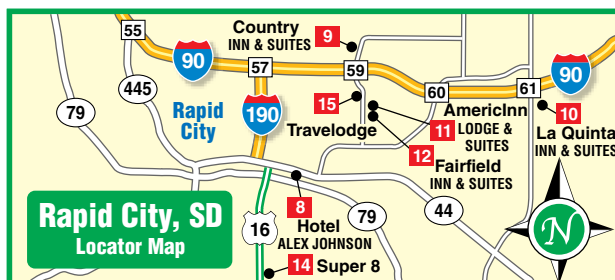 55
Country
INN & SUITES
9
90
57
59
60
61
90
79
445
Rapid
City
190
15
Travelodge
11
AmericInn
LODGE &
SUITES
10
La Quinta
INN & SUITES
12
Fairfield
INN & SUITES
Rapid City, SD
Locator Map
16
8
Hotel
ALEX JOHNSON
79
44
N
14
Super 8